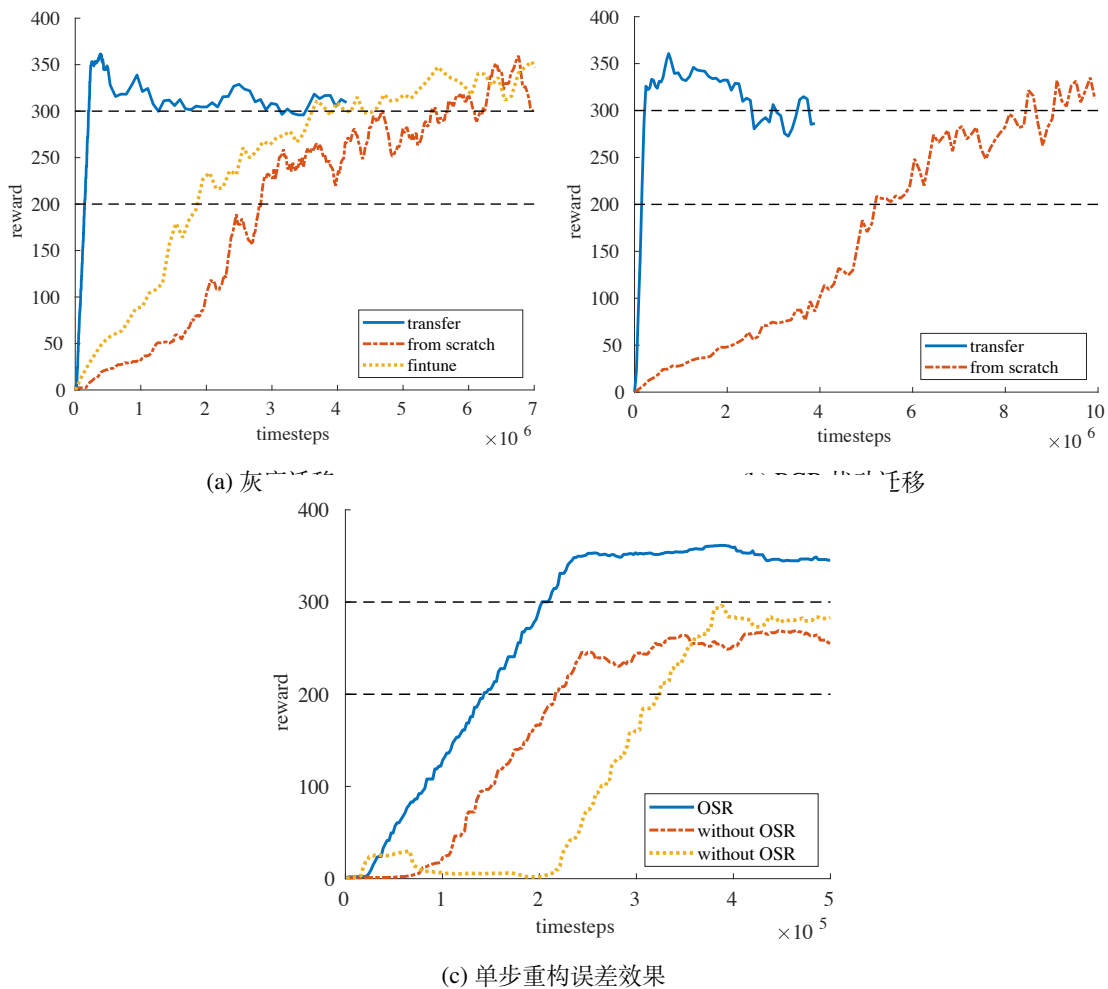 400
350
300
250
200
150
100
50
0
reward
0 1 2 3 4 5 6 7
timesteps
×10 6
transfer
from scratch
fintune
400
350
300
250
200
150
100
50
0
reward
0 2 4 6 8 10
timesteps
×10 6
transfer
from scratch
(a) 灰
迁移
400
300
200
100
0
reward
0 1 2 3 4 5
timesteps
×10 5
OSR
without OSR
without OSR
(c) 单步重构误差效果